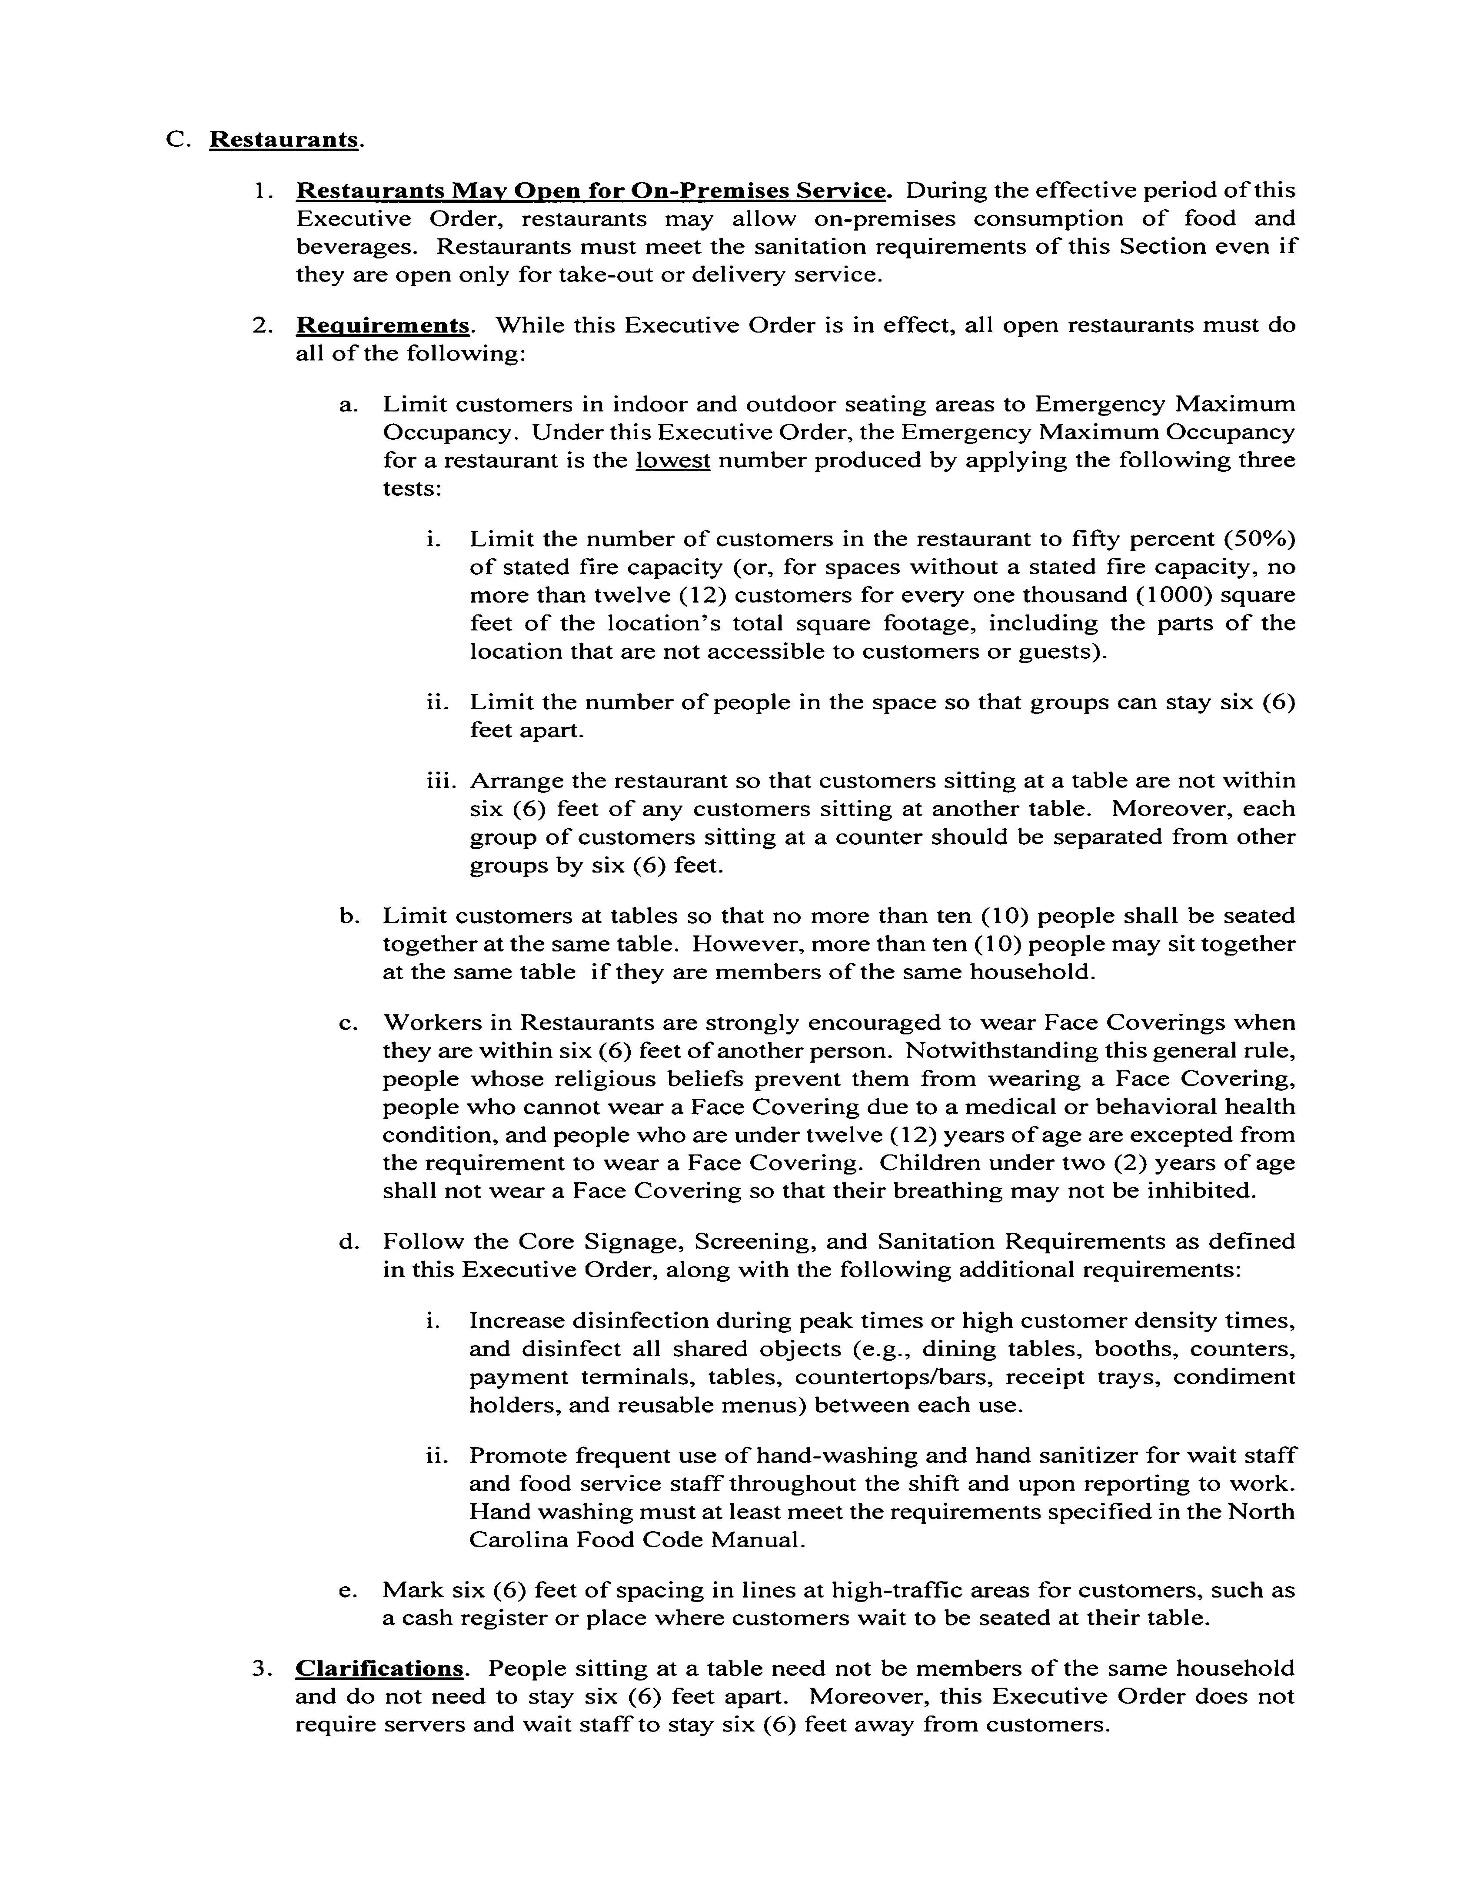 C. Restaurants.
1. Restaurants May Open for On-Premises Service. During the effective period of this
Executive Order, restaurants may allow on-premises consumption of food and
beverages. Restaurants must meet the sanitation requirements of this Section even if
they are open only for take-out or delivery service.
2. Requirements. While this Executive Order is in effect, all open restaurants must do
all of the following:
a. Limit customers in indoor and outdoor seating areas to Emergency Maximum
Occupancy. Under this Executive Order, the Emergency Maximum Occupancy
for a restaurant is the lowest number produced by applying the following three
tests:
i. Limit the number of customers in the restaurant to fifty percent (50%)
of stated fire capacity (or, for spaces without a stated fire capacity, no
more than twelve (12) customers for every one thousand (1000) square
feet of the location's total square footage, including the parts of the
location that are not accessible to customers or guests).
ii. Limit the number of people in the space so that groups can stay six (6)
feet apart.
iii. Arrange the restaurant so that customers sitting at a table are not within
six (6) feet of any customers sitting at another table. Moreover, each
group of customers sitting at a counter should be separated from other
groups by six (6) feet.
b. Limit customers at tables so that no more than ten (10) people shall be seated
together at the same table. However, more than ten (10) people may sit together
at the same table if they are members of the same household.
c. Workers in Restaurants are strongly encouraged to wear Face Coverings when
they are within six (6) feet of another person. Notwithstanding this general rule,
people whose religious beliefs prevent them from wearing a Face Covering,
people who cannot wear a Face Covering due to a medical or behavioral health
condition, and people who are under twelve (12) years of age are excepted from
the requirement to wear a Face Covering. Children under two (2) years of age
shall not wear a Face Covering so that their breathing may not be inhibited.
d. Follow the Core Signage, Screening, and Sanitation Requirements as defined
in this Executive Order, along with the following additional requirements:
i. Increase disinfection during peak times or high customer density times,
and disinfect all shared objects (e.g., dining tables, booths, counters,
payment terminals, tables, countertops/bars, receipt trays, condiment
holders, and reusable menus) between each use.
ii. Promote frequent use of hand-washing and hand sanitizer for wait staff
and food service staff throughout the shift and upon reporting to work.
Hand washing must at least meet the requirements specified in the North
Carolina Food Code Manual.
e. Mark six (6) feet of spacing in lines at high-traffic areas for customers, such as
a cash register or place where customers wait to be seated at their table.
3. Clarifications. People sitting at a table need not be members of the same household
and do not need to stay six (6) feet apart. Moreover, this Executive Order does not
require servers and wait staff to stay six (6) feet away from customers.